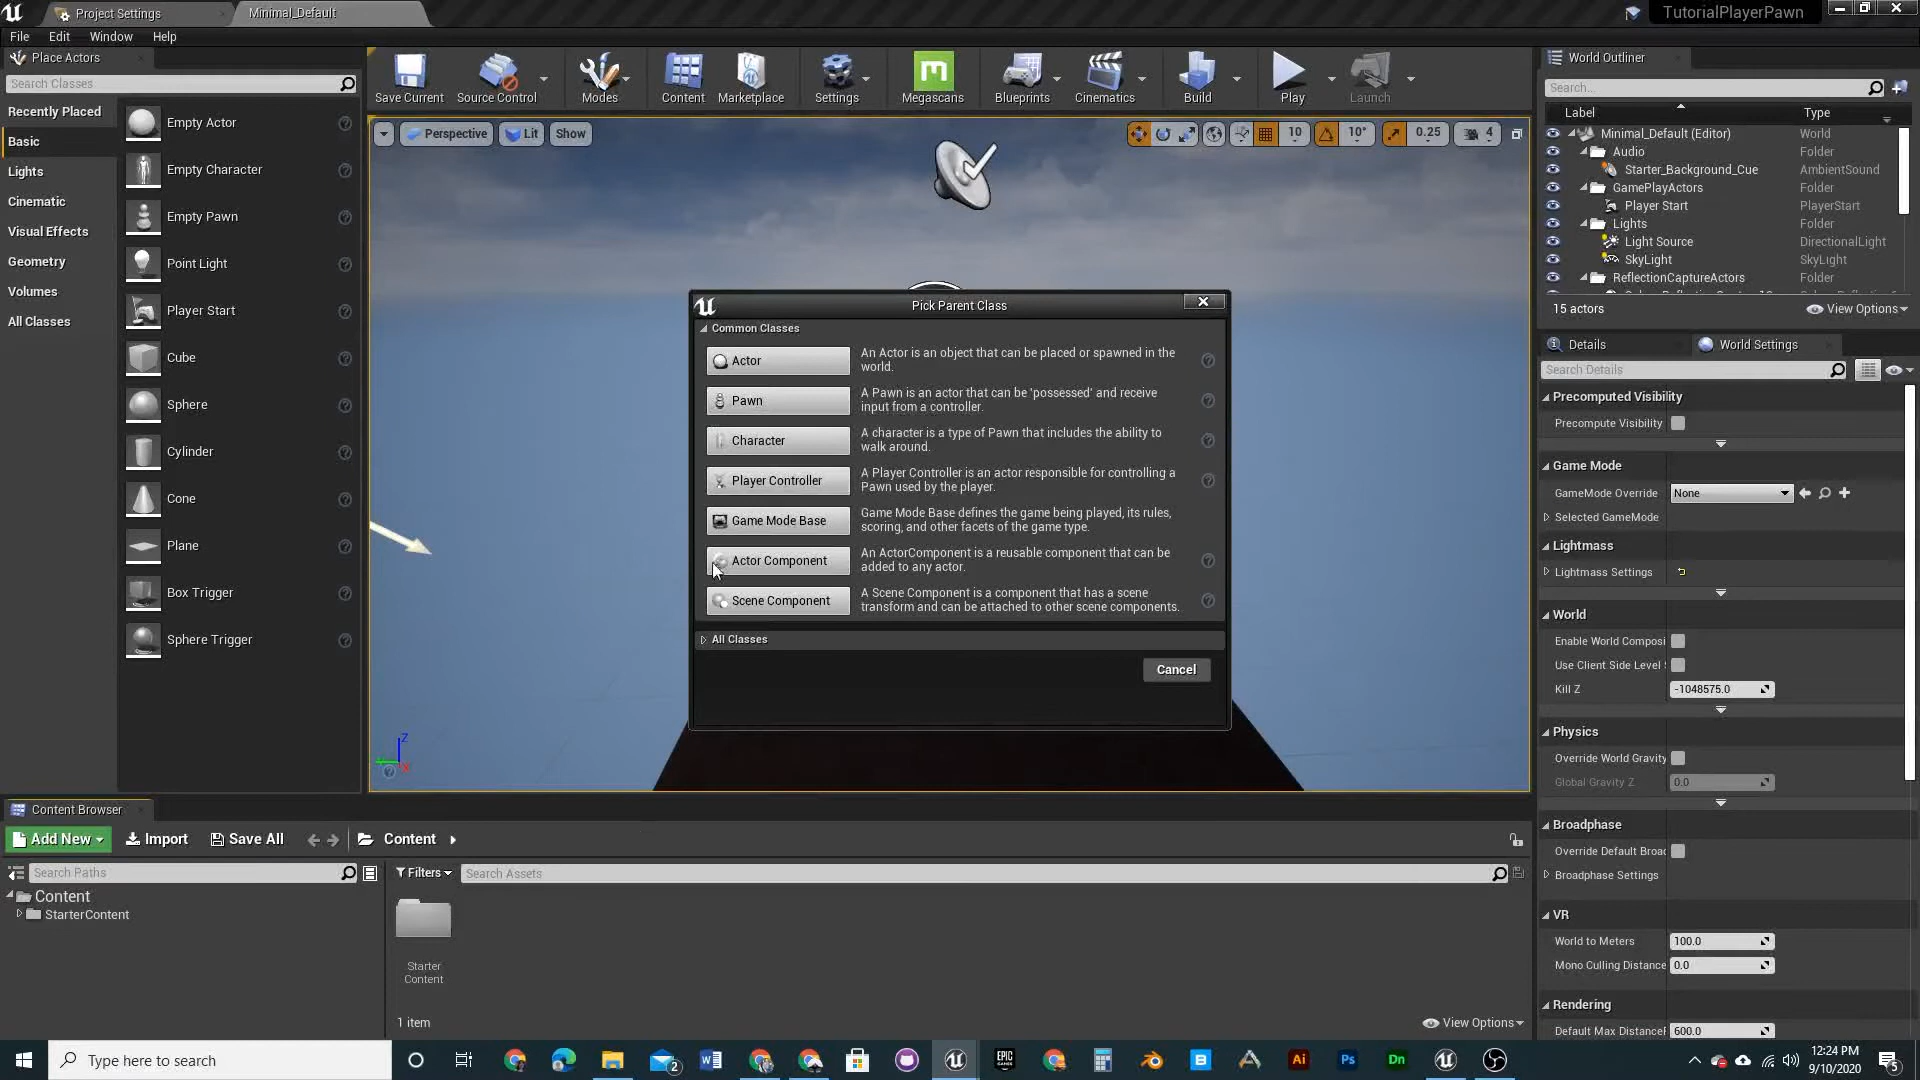 Project Settings
Minimal_Default
TutorialPlayerPawn
File
Edit
Window
Help
Place Actors
Search Classes
Recently Placed
Basic
Lights
Cinematic
Visual Effects
Geometry
Volumes
All Classes
Empty Actor
Empty Character
Empty Pawn
Point Light
Player Start
Cube
Sphere
Cylinder
Cone
Plane
Box Trigger
Sphere Trigger
Save Current
Source Control
Modes
Content
Marketplace
Settings
Megascans
Blueprints
Cinematics
Build
Play
Launch
Perspective
Lit
Show
10
10°
0.25
4
Pick Parent Class
Common Classes
Actor
An Actor is an object that can be placed or spawned in the
world.
Pawn
A Pawn is an actor that can be 'possessed' and receive
input from a controller.
Character
A character is a type of Pawn that includes the ability to
walk around.
Player Controller
A Player Controller is an actor responsible for controlling a
Pawn used by the player.
Game Mode Base
Game Mode Base defines the game being played, its rules,
scoring, and other facets of the game type.
Actor Component
An ActorComponent is a reusable component that can be
added to any actor.
Scene Component
A Scene Component is a component that has a scene
transform and can be attached to other scene components.
All Classes
Cancel
Z
World Outliner
Search...
Label
Type
Minimal_Default (Editor)
World
Audio
Folder
Starter_Background_Cue
AmbientSound
GamePlayActors
Folder
Player Start
PlayerStart
Lights
Folder
Light Source
DirectionalLight
SkyLight
SkyLight
ReflectionCaptureActors
Folder
15 actors
View Options
Details
World Settings
Search Details
Precomputed Visibility
Precompute Visibility
Game Mode
GameMode Override
None
Selected GameMode
Lightmass
Lightmass Settings
World
Enable World Composi
Use Client Side Level
Kill Z
-1048575.0
Physics
Override World Gravity
Global Gravity Z
0.0
Broadphase
Override Default Broac
Broadphase Settings
VR
World to Meters
100.0
Mono Culling Distance
0.0
Rendering
Default Max DistanceF
600.0
Content Browser
Add New
Import
Save All
Content
Search Paths
Filters
Search Assets
Content
StarterContent
Starter
Content
1 item
View Options
Type here to search
2
EPIC
GAMES
B
Ai
Ps
Dn
12:24 PM
9/10/2020
5